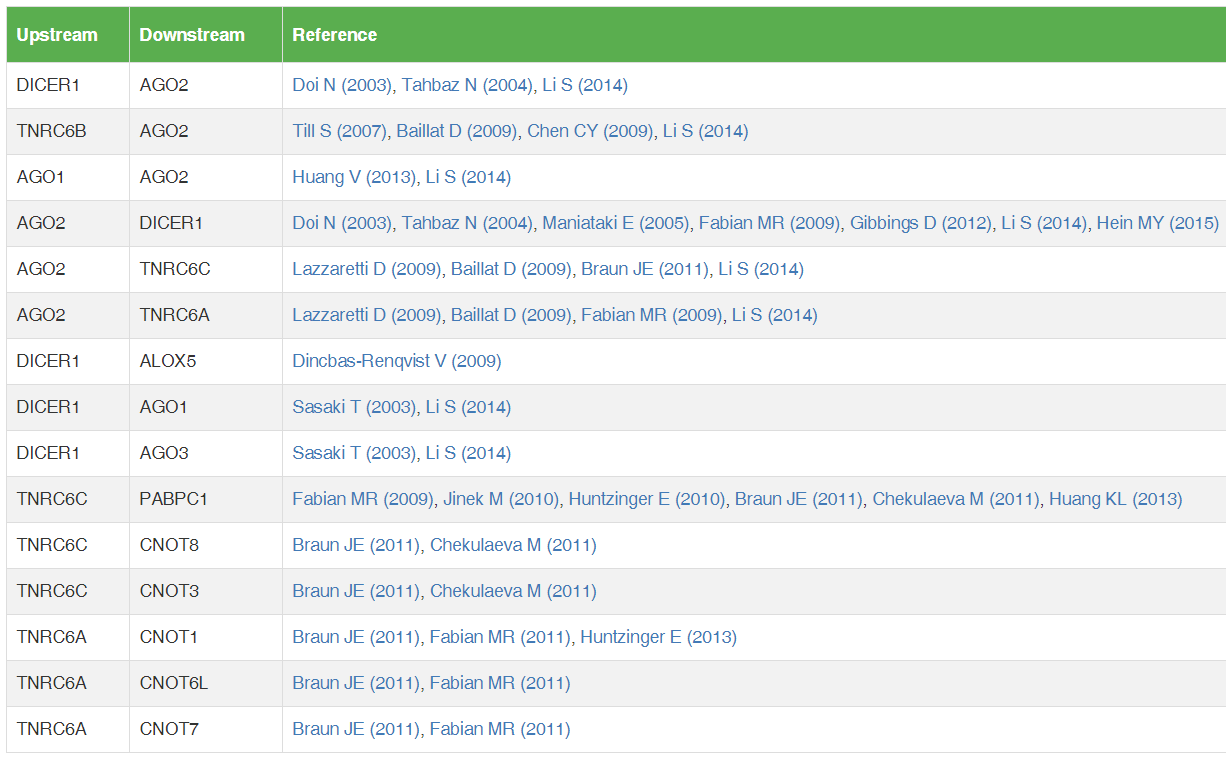 Upstream Downstream Reference
DICER1 AGO2 Doi N (2003), Tahbaz N (2004), Li S (2014)
TNRC6B AGO2 Till S (2007), Baillat D (2009), Chen CY (2009), Li S (2014)
AGO1 AGO2 Huang V (2013), Li S (2014)
AGO2 DICER1 Doi N (2003), Tahbaz N (2004), Maniataki E (2005), Fabian MR (2009), Gibbings D (2012), Li S (2014), Hein MY (2015)
AGO2 TNRC6C Lazzaretti D (2009), Baillat D (2009), Braun JE (2011), Li S (2014)
AGO2 TNRC6A Lazzaretti D (2009), Baillat D (2009), Fabian MR (2009), Li S (2014)
DICER1 ALOX5 Dincbas-Renqvist V (2009)
DICER1 AGO1 Sasaki T (2003), Li S (2014)
DICER1 AGO3 Sasaki T (2003), Li S (2014)
TNRC6C PABPC1 Fabian MR (2009), Jinek M (2010), Huntzinger E (2010), Braun JE (2011), Chekulaeva M (2011), Huang KL (2013)
TNRC6C CNOT8 Braun JE (2011), Chekulaeva M (2011)
TNRC6C CNOT3 Braun JE (2011), Chekulaeva M (2011)
TNRC6A CNOT1 Braun JE (2011), Fabian MR (2011), Huntzinger E (2013)
TNRC6A CNOT6L Braun JE (2011), Fabian MR (2011)
TNRC6A CNOT7 Braun JE (2011), Fabian MR (2011)